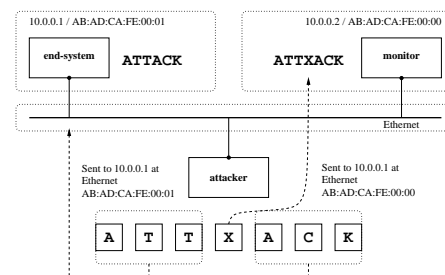 10.0.0.1 / AB:AD:CA:FE:00:01
end-system
ATTACK
10.0.0.2 / AB:AD:CA:FE:00:00
ATTXACK
monitor
Ethernet
Sent to 10.0.0.1 at
Ethernet
AB:AD:CA:FE:00:01
attacker
Sent to 10.0.0.1 at
Ethernet
AB:AD:CA:FE:00:00
A T T X A C K